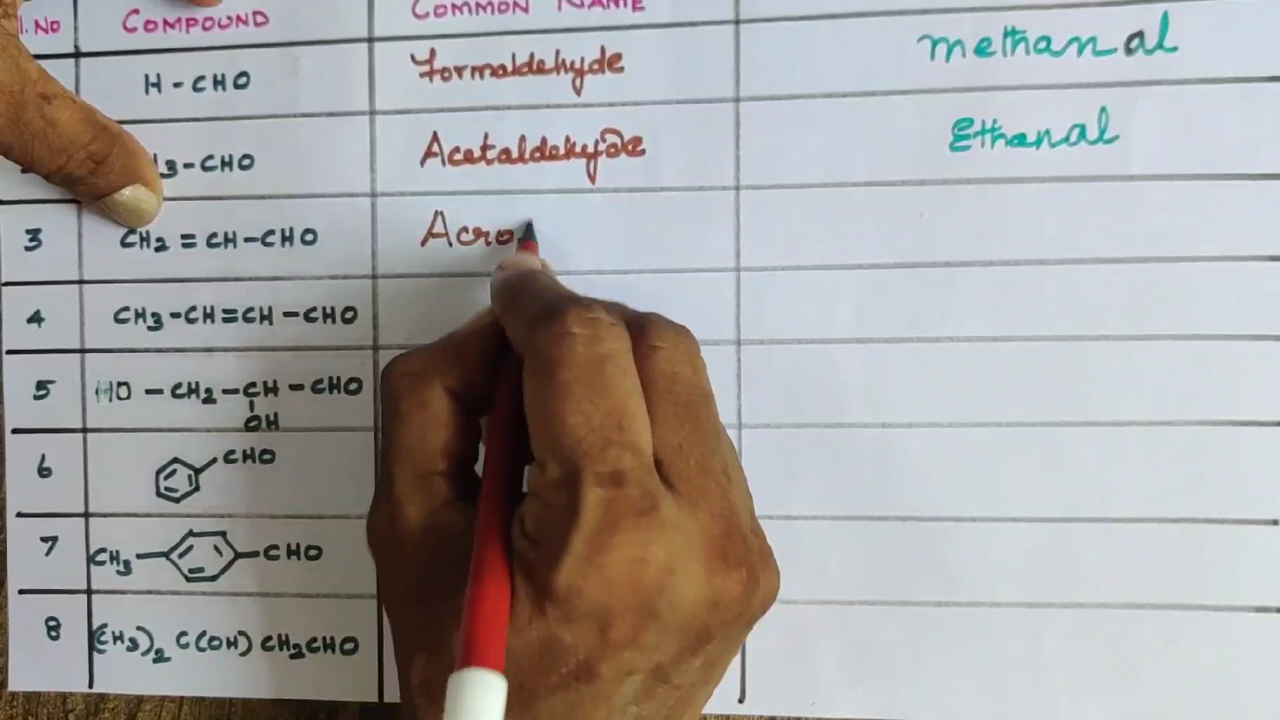 l.No COMPOUND COMMON NAME
H-CHO Formaldehyde Methanal
3-CHO Acetaldehyde Ethanal
3 CH2=CH-CHO Acro
4 CH3-CH=CH-CHO
5 HO-CH2-CH-CHO
OH
6 CHO
7 CH3 CHO
8 (CH3)2 C(OH) CH2CHO